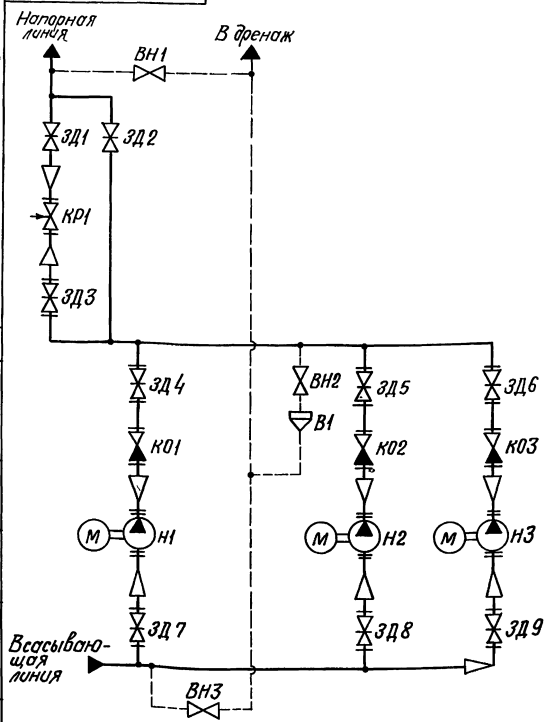 Напорная
линия
В дренаж
ВН1
ЗД1
ЗД2
КР1
ЗД3
ЗД4
ВН2
ЗД5
ЗД6
КО1
В1
КО2
КО3
М
Н1
М
Н2
М
Н3
ЗД7
ЗД8
ЗД9
Всасываю-
щая
линия
ВН3